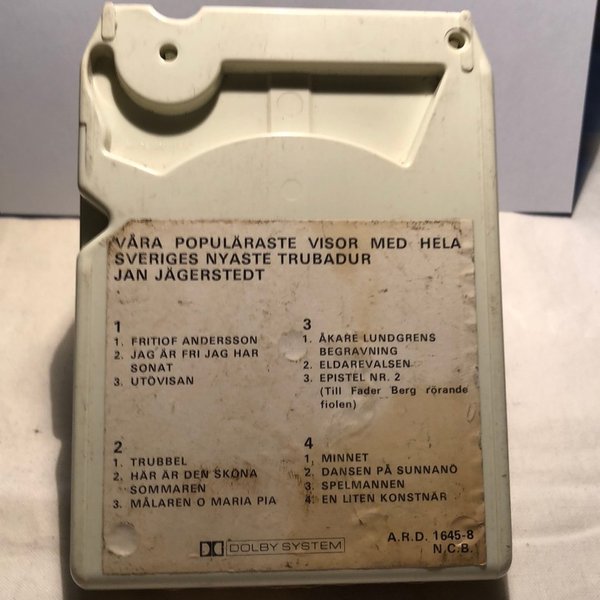 VÅRA POPULÄRASTE VISOR MED HELA
SVERIGES NYASTE TRUBADUR
JAN JÄGERSTEDT
1
1. FRITIOF ANDERSSON
2. JAG ÄR FRI JAG HAR
SONAT
3. UTÖVISAN
2
1. TRUBBEL
2. HÄR ÄR DEN SKÖNA
SOMMAREN
3. MÅLAREN O MARIA PIA
3
1. ÅKARE LUNDGRENS
BEGRAVNING
2. ELDAREVALSEN
3. EPISTEL NR. 2
(Till Fader Berg rörande
fiolen)
4
1. MINNET
2. DANSEN PÅ SUNNANÖ
3. SPELMANNEN
4. EN LITEN KONSTNÄR
DOLBY SYSTEM
A.R.D. 1645-8
N.C.B.